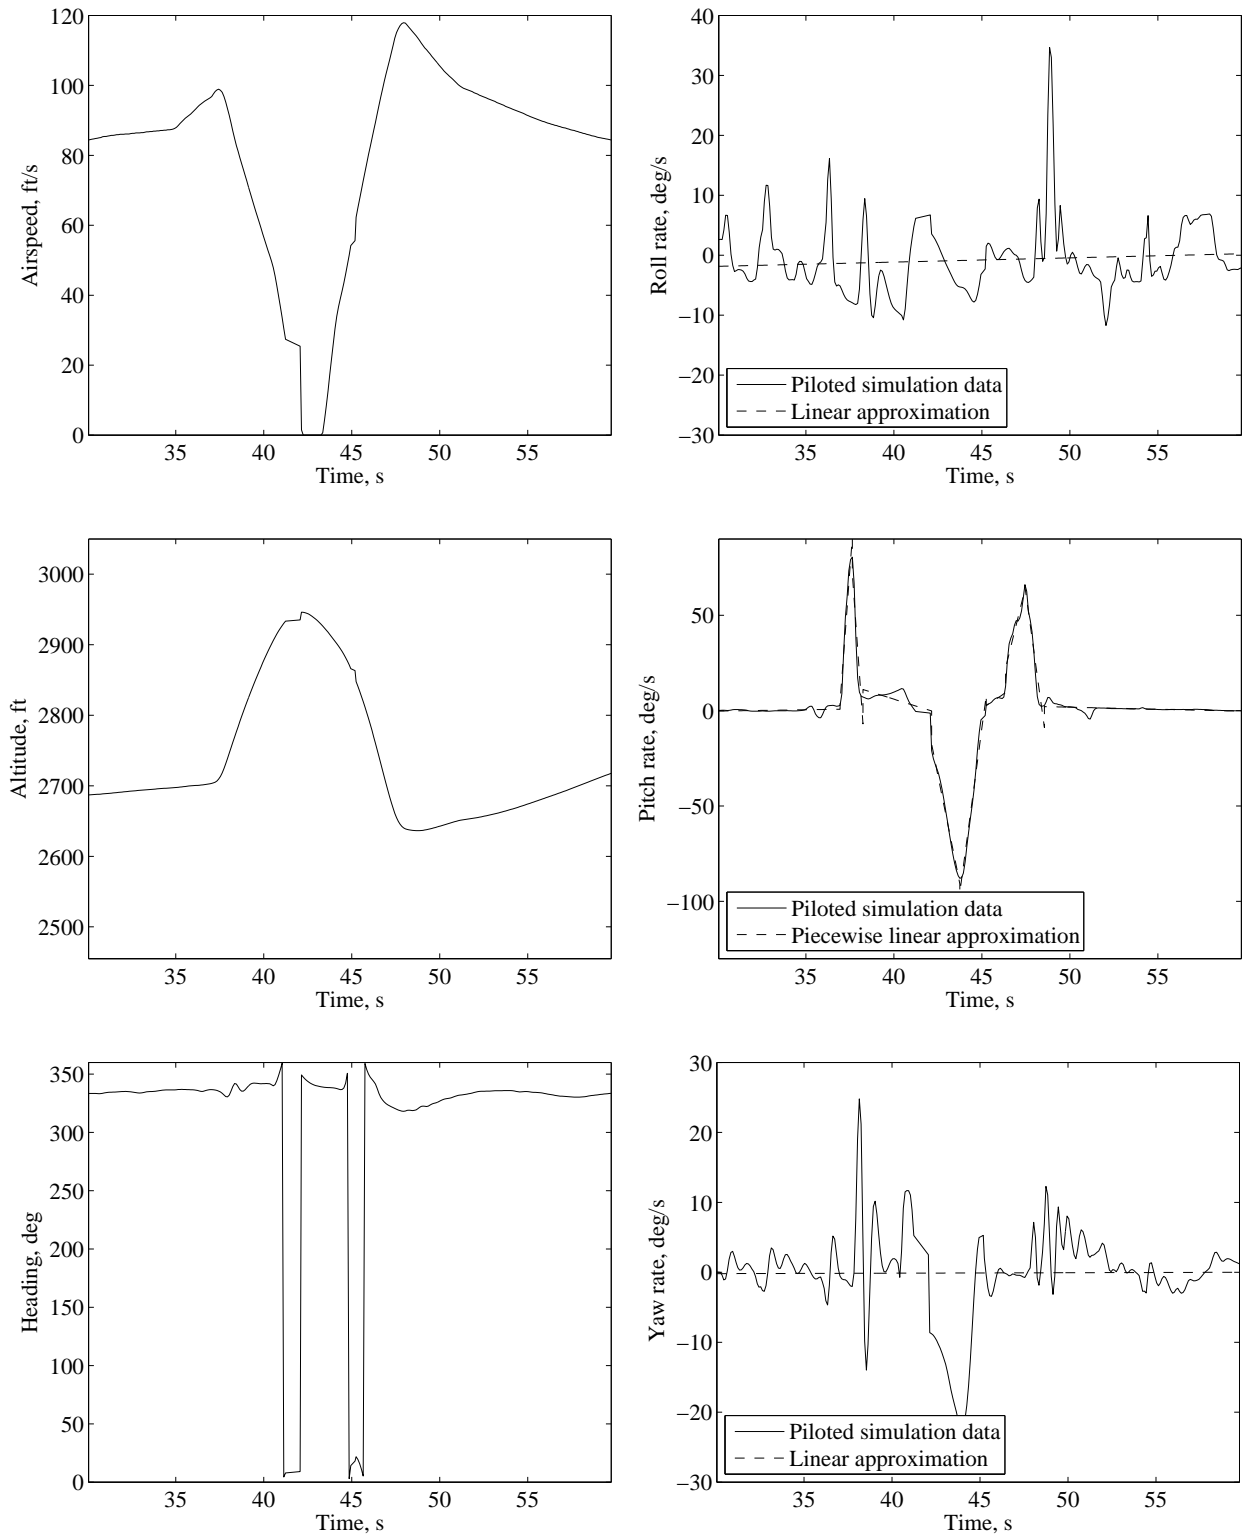 120
100
80
60
40
20
0
Airspeed, ft/s
35 40 45 50 55
Time, s
40
30
20
10
0
−10
−20
−30
Roll rate, deg/s
Piloted simulation data
Linear approximation
35 40 45 50 55
Time, s
3000
2900
2800
2700
2600
2500
Altitude, ft
35 40 45 50 55
Time, s
50
0
−50
−100
Pitch rate, deg/s
Piloted simulation data
Piecewise linear approximation
35 40 45 50 55
Time, s
350
300
250
200
150
100
50
0
Heading, deg
35 40 45 50 55
Time, s
30
20
10
0
−10
−20
−30
Yaw rate, deg/s
Piloted simulation data
Linear approximation
35 40 45 50 55
Time, s